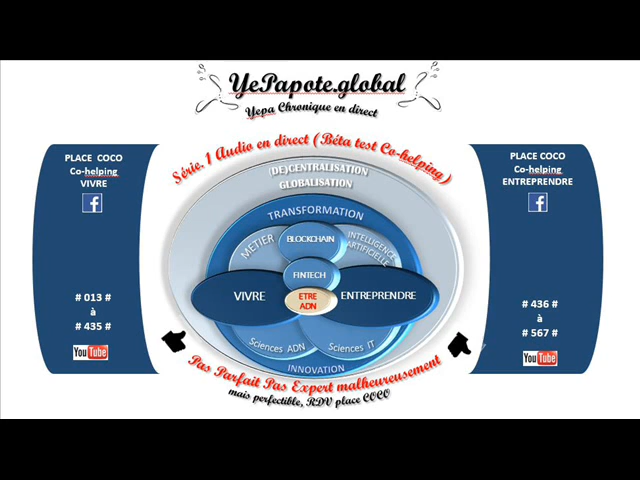 YePapote.global
Yepa Chronique en direct
Série, 1 Audio en direct (Béta test Co-helping)
PLACE COCO
Co-helping
VIVRE
# 013 #
à
# 435 #
YouTube
(DE)CENTRALISATION
GLOBALISATION
TRANSFORMATION
METIER
BLOCKCHAIN
INTELLIGENCE
ARTIFICIELLE
FINTECH
VIVRE
ETRE
ADN
ENTREPRENDRE
Sciences ADN
Sciences IT
INNOVATION
PLACE COCO
Co-helping
ENTREPRENDRE
# 436 #
à
# 567 #
YouTube
Pas Parfait Pas Expert malheureusement
mais perfectible, RDV place COCO